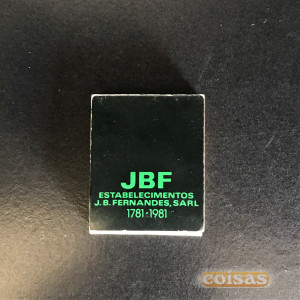 JBF
ESTABELECIMENTOS
J.B. FERNANDES, SARL
1781-1981
coisas